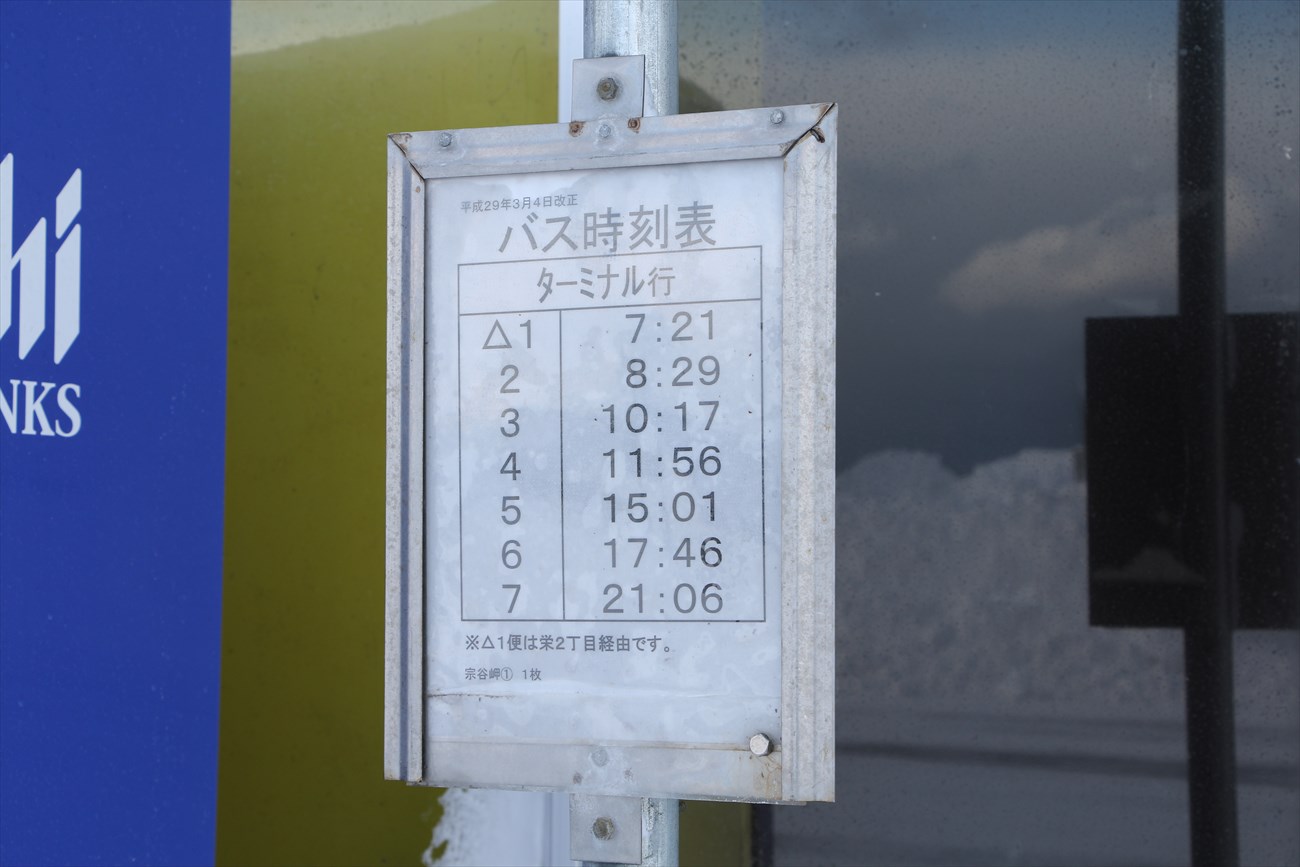 hi
NKS
平成29年3月4日改正
バス時刻表
ターミナル行
△1 7:21
2 8:29
3 10:17
4 11:56
5 15:01
6 17:46
7 21:06
※△1便は栄2丁目経由です。
宗谷岬① 1枚